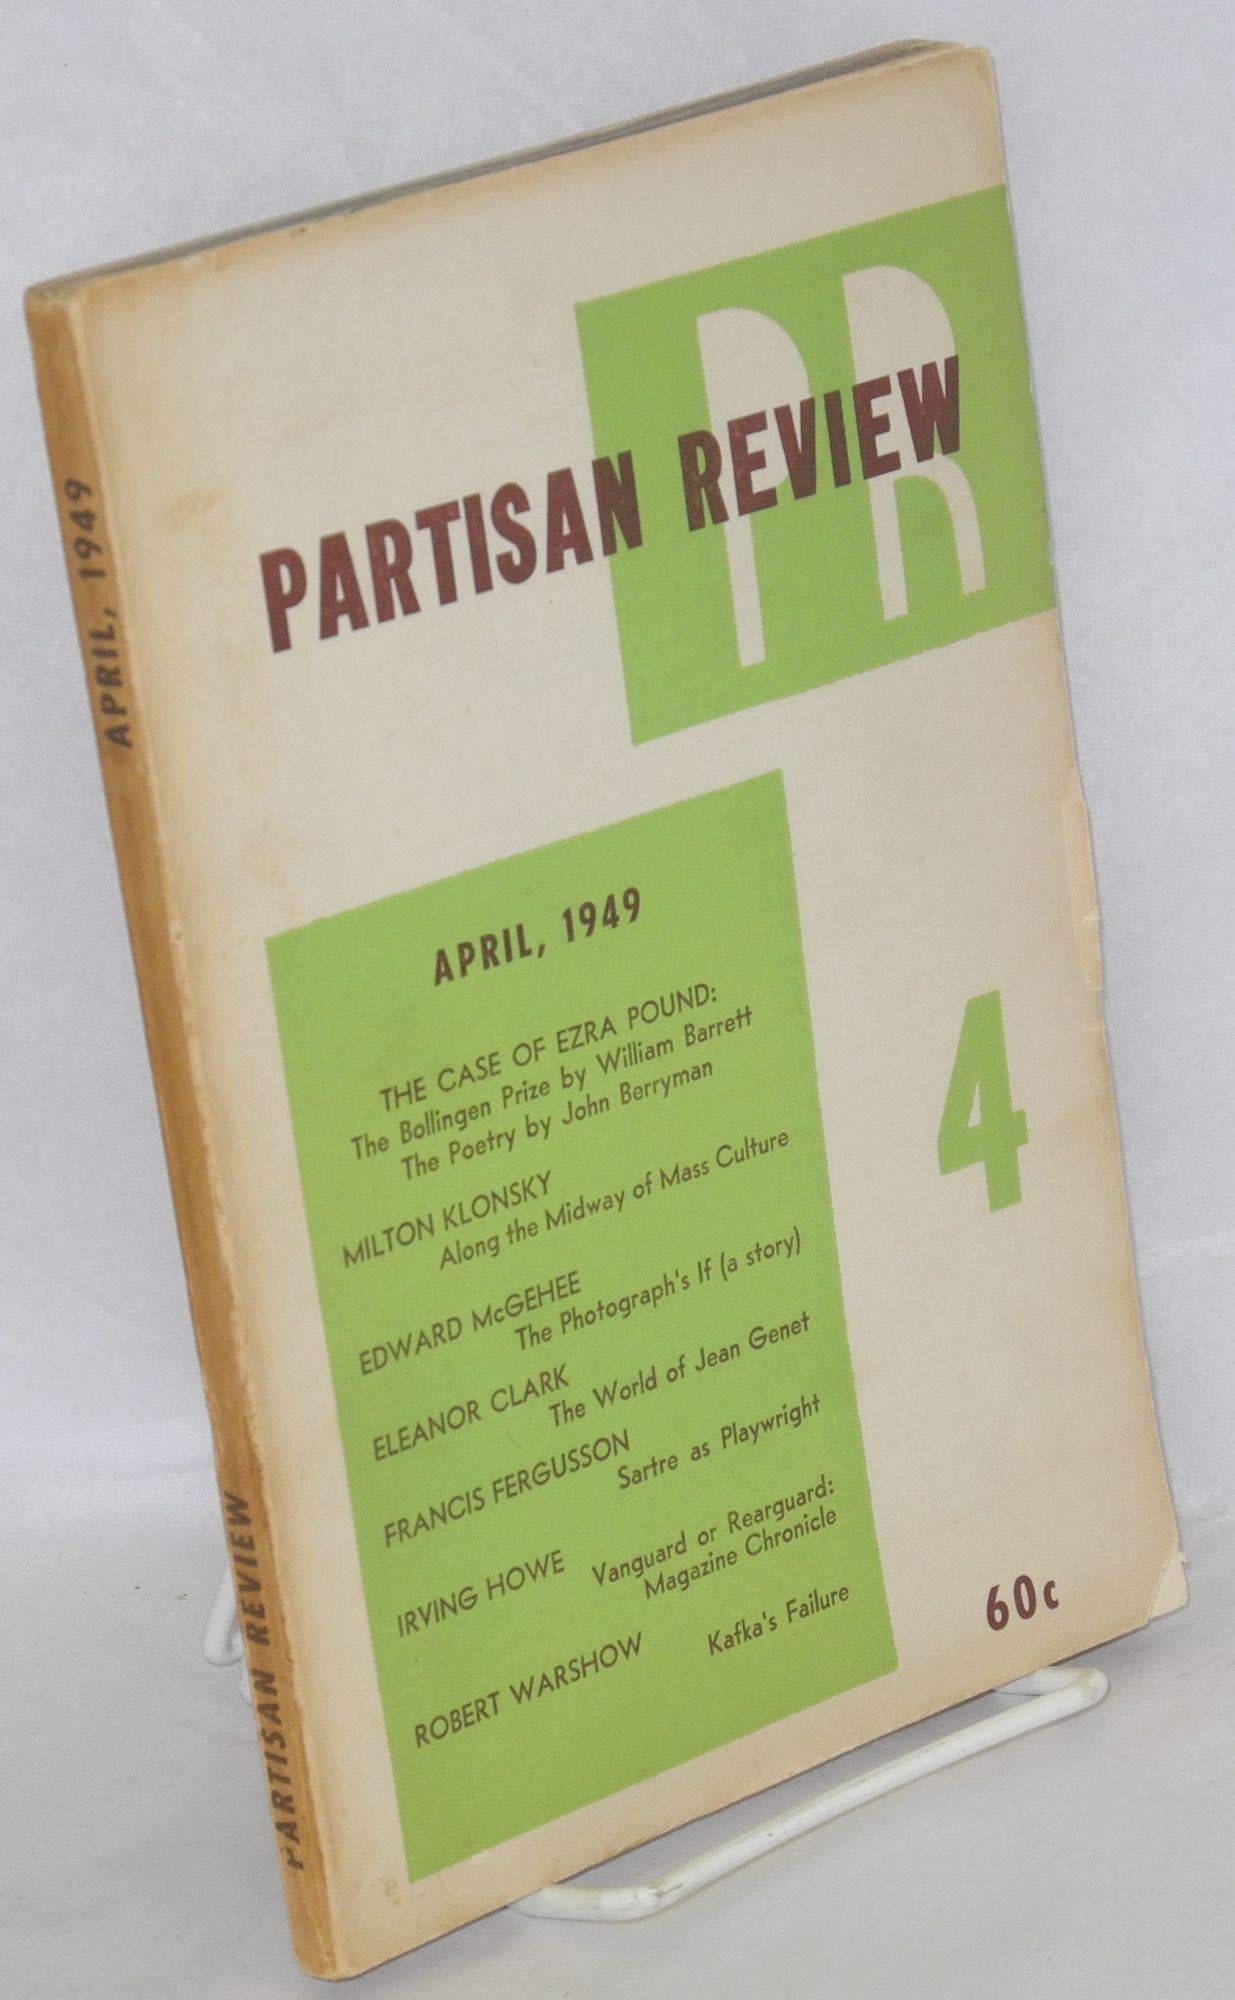 PR
PARTISAN REVIEW
APRIL, 1949
THE CASE OF EZRA POUND:
The Bollingen Prize by William Barrett
The Poetry by John Berryman
MILTON KLONSKY
Along the Midway of Mass Culture
EDWARD McGEHEE
The Photograph's If (a story)
ELEANOR CLARK
The World of Jean Genet
FRANCIS FERGUSSON
Sartre as Playwright
IRVING HOWE Vanguard or Rearguard:
Magazine Chronicle
ROBERT WARSHOW Kafka's Failure
4
60c
PARTISAN REVIEW APRIL, 1949